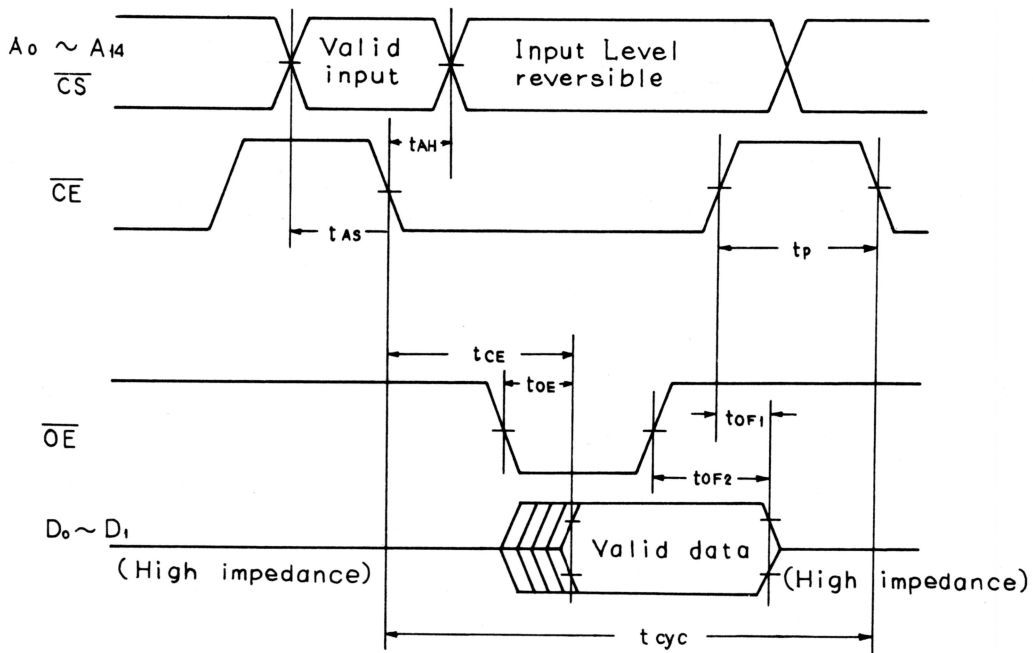 A0 ~ A14
CS
Valid input
Input Level reversible
tAH
CE
tAS
tP
tCE
tOE
OE
tOF1
tOF2
D0 ~ D1
(High impedance)
Valid data
(High impedance)
tcyc